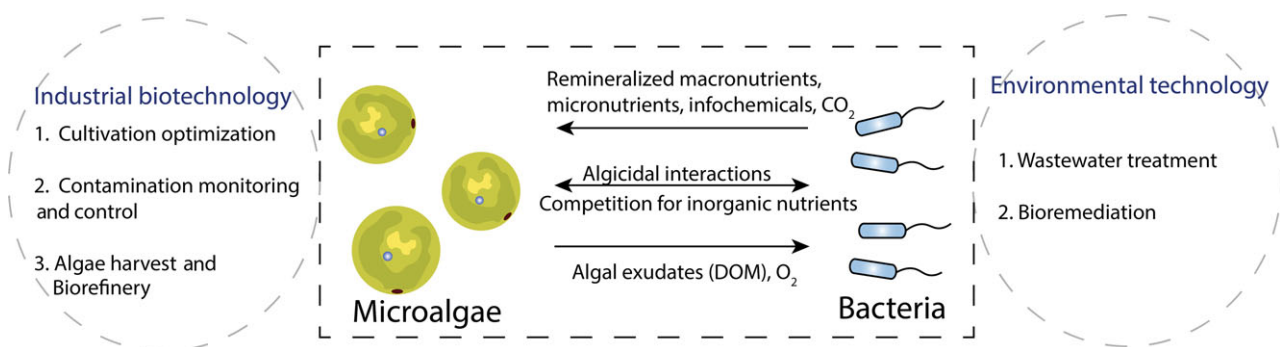 Industrial biotechnology
1. Cultivation optimization
2. Contamination monitoring
and control
3. Algae harvest and
Biorefinery
Remineralized macronutrients,
micronutrients, infochemicals, CO₂
Algicidal interactions
Competition for inorganic nutrients
Algal exudates (DOM), O₂
Microalgae
Bacteria
Environmental technology
1. Wastewater treatment
2. Bioremediation